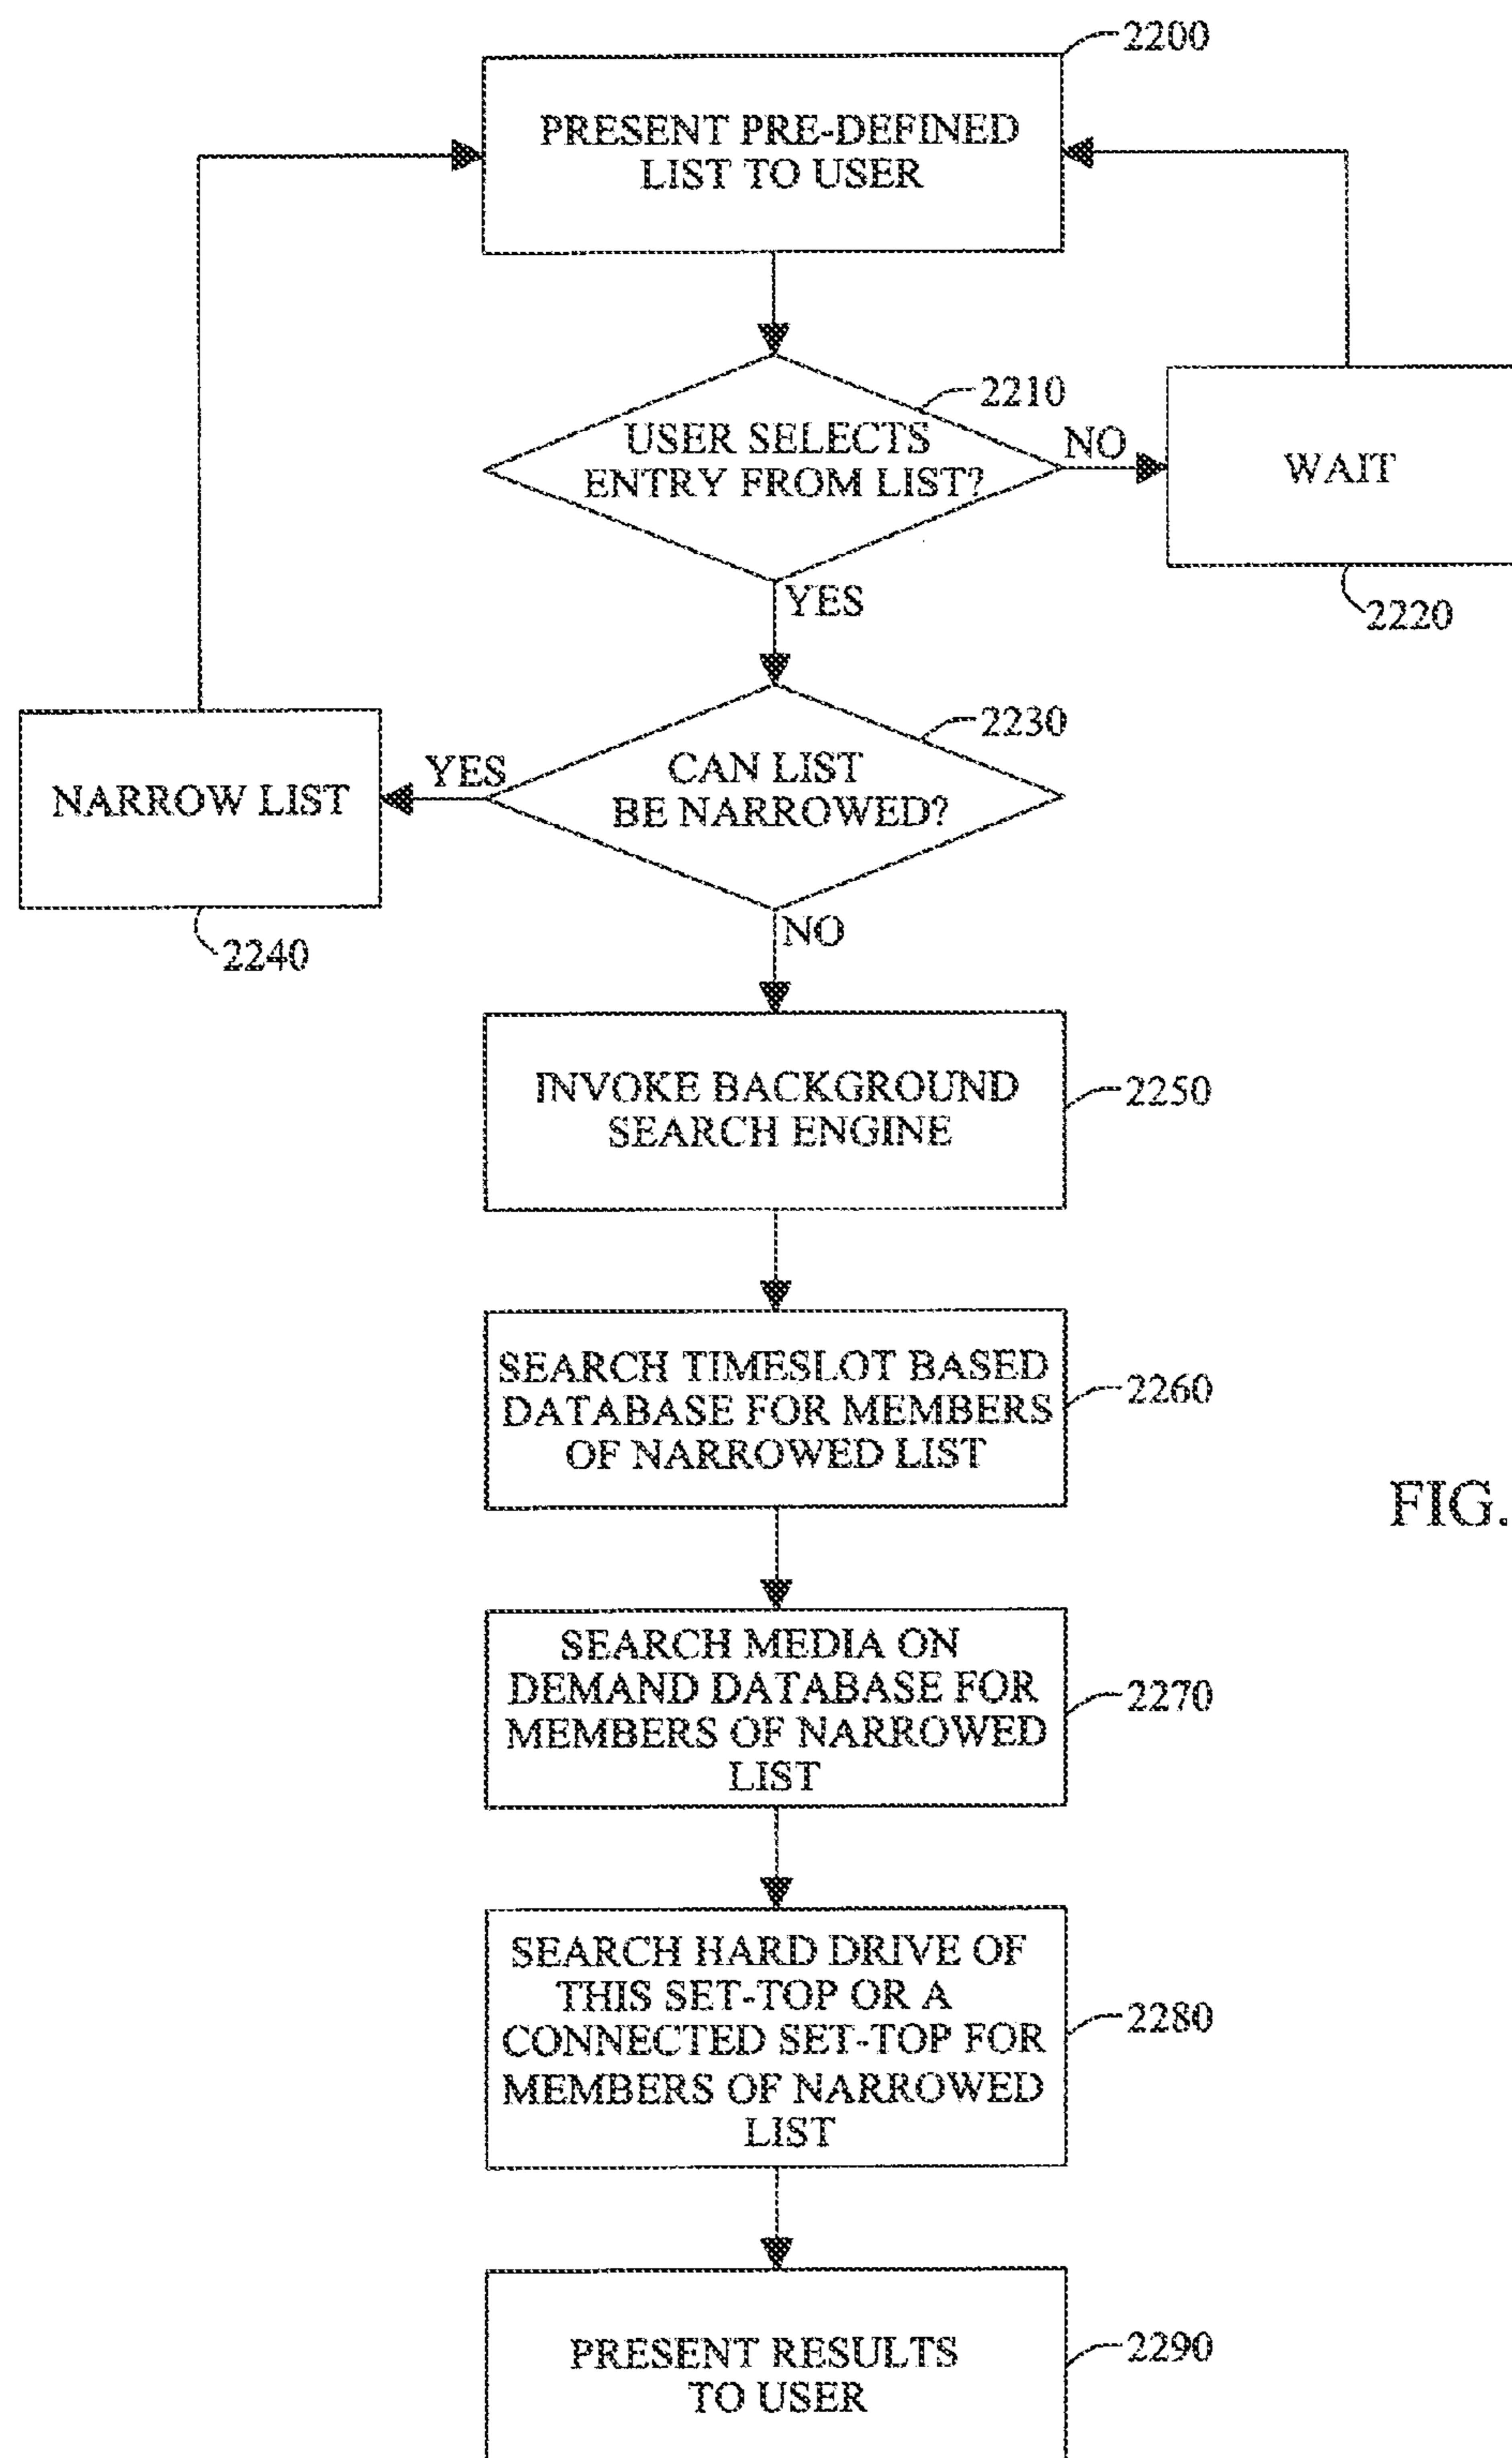 2200
PRESENT PRE-DEFINED
LIST TO USER
2210
USER SELECTS
ENTRY FROM LIST?
NO
WAIT
2220
YES
2230
CAN LIST
BE NARROWED?
YES
NARROW LIST
2240
NO
INVOKE BACKGROUND
SEARCH ENGINE
2250
SEARCH TIMESLOT BASED
DATABASE FOR MEMBERS
OF NARROWED LIST
2260
FIG.
SEARCH MEDIA ON
DEMAND DATABASE FOR
MEMBERS OF NARROWED
LIST
2270
SEARCH HARD DRIVE OF
THIS SET-TOP OR A
CONNECTED SET-TOP FOR
MEMBERS OF NARROWED
LIST
2280
PRESENT RESULTS
TO USER
2290